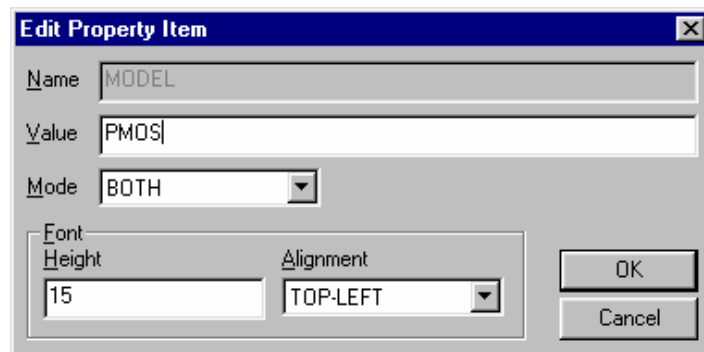 Edit Property Item
Name MODEL
Value PMOS
Mode BOTH
Font
Height Alignment
15 TOP-LEFT
OK
Cancel